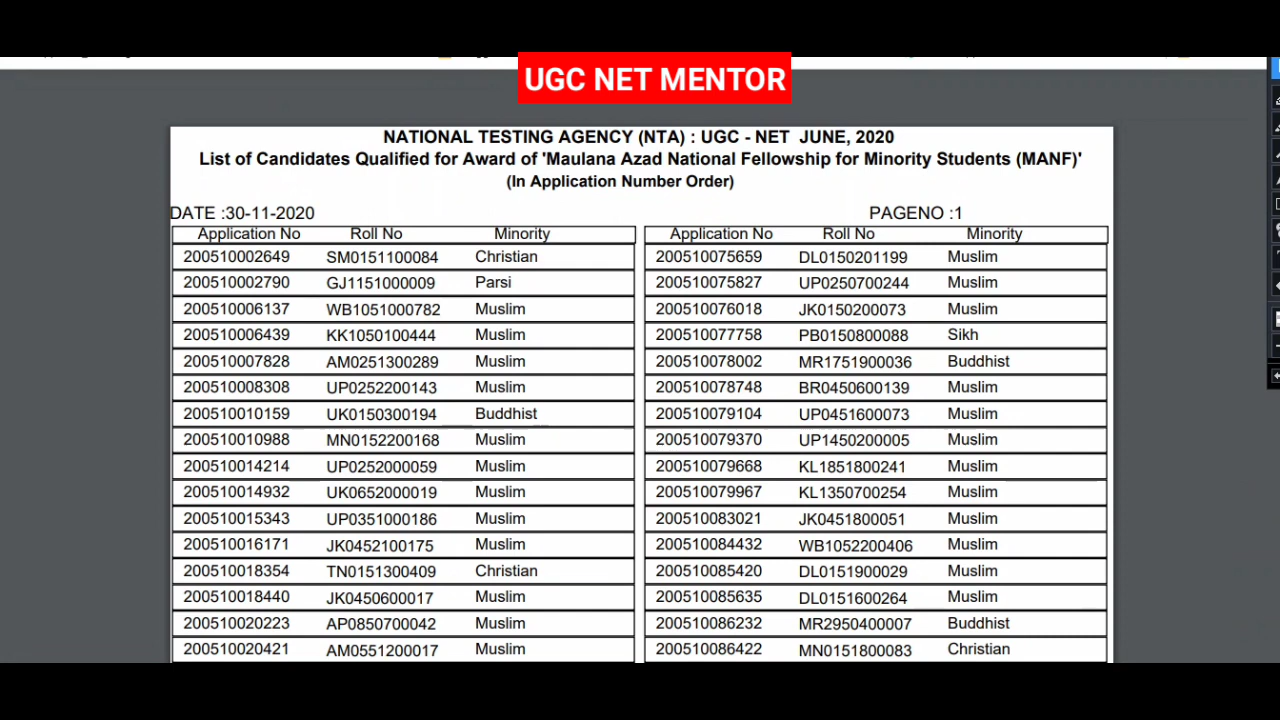 UGC NET MENTOR
NATIONAL TESTING AGENCY (NTA) : UGC - NET JUNE, 2020
List of Candidates Qualified for Award of 'Maulana Azad National Fellowship for Minority Students (MANF)'
(In Application Number Order)
DATE :30-11-2020 PAGENO :1
Application No Roll No Minority Application No Roll No Minority
200510002649 SM0151100084 Christian 200510075659 DL0150201199 Muslim
200510002790 GJ1151000009 Parsi 200510075827 UP0250700244 Muslim
200510006137 WB1051000782 Muslim 200510076018 JK0150200073 Muslim
200510006439 KK1050100444 Muslim 200510077758 PB0150800088 Sikh
200510007828 AM0251300289 Muslim 200510078002 MR1751900036 Buddhist
200510008308 UP0252200143 Muslim 200510078748 BR0450600139 Muslim
200510010159 UK0150300194 Buddhist 200510079104 UP0451600073 Muslim
200510010988 MN0152200168 Muslim 200510079370 UP1450200005 Muslim
200510014214 UP0252000059 Muslim 200510079668 KL1851800241 Muslim
200510014932 UK0652000019 Muslim 200510079967 KL1350700254 Muslim
200510015343 UP0351000186 Muslim 200510083021 JK0451800051 Muslim
200510016171 JK0452100175 Muslim 200510084432 WB1052200406 Muslim
200510018354 TN0151300409 Christian 200510085420 DL0151900029 Muslim
200510018440 JK0450600017 Muslim 200510085635 DL0151600264 Muslim
200510020223 AP0850700042 Muslim 200510086232 MR2950400007 Buddhist
200510020421 AM0551200017 Muslim 200510086422 MN0151800083 Christian